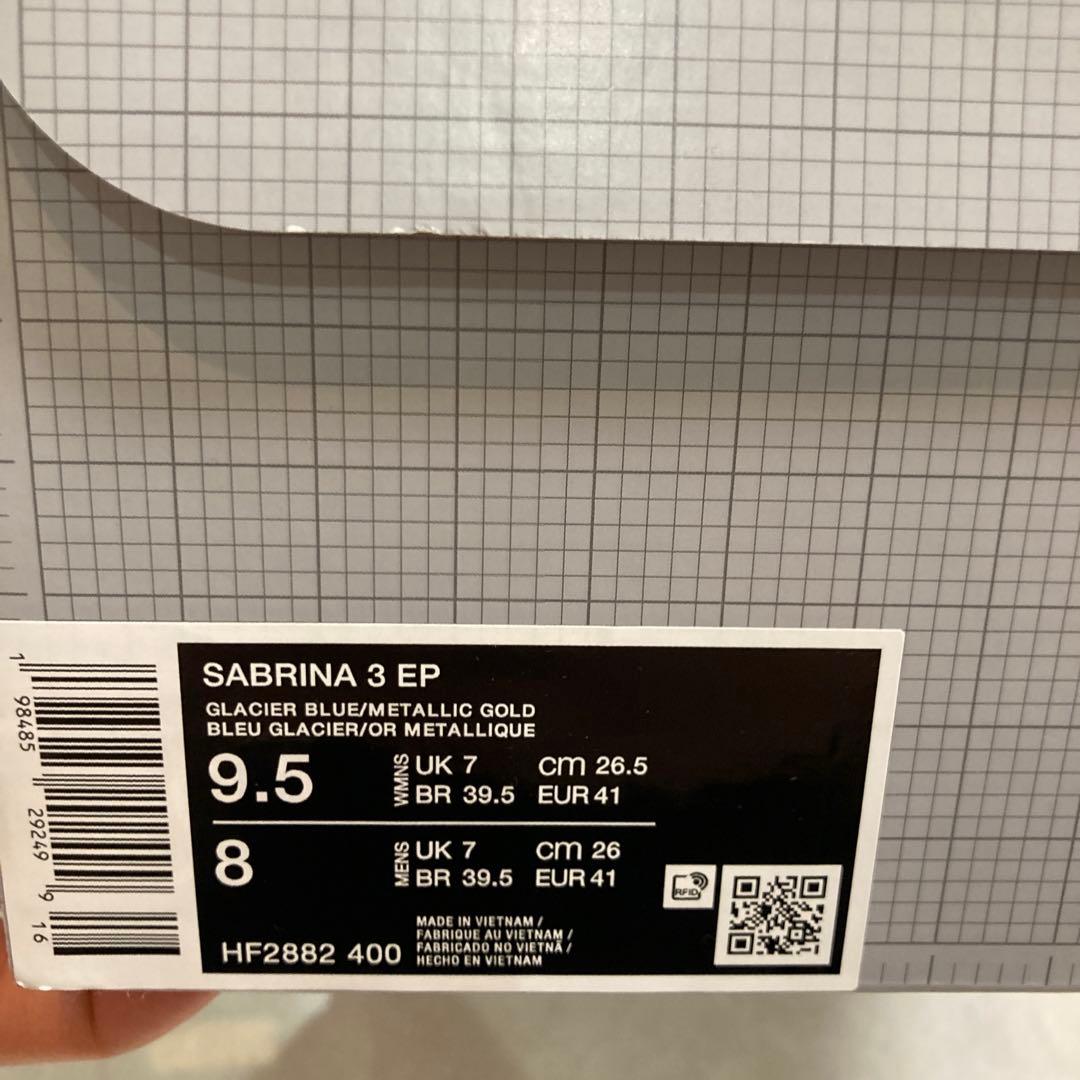 SABRINA 3 EP
GLACIER BLUE/METALLIC GOLD
BLEU GLACIER/OR METALLIQUE
9.5 WMNS UK 7 cm 26.5
BR 39.5 EUR 41
8 MENS UK 7 cm 26
BR 39.5 EUR 41
RFID
HF2882 400
MADE IN VIETNAM /
FABRIQUE AU VIETNAM /
FABRICADO NO VIETNÃ /
HECHO EN VIETNAM
1 98485 29249 9 16